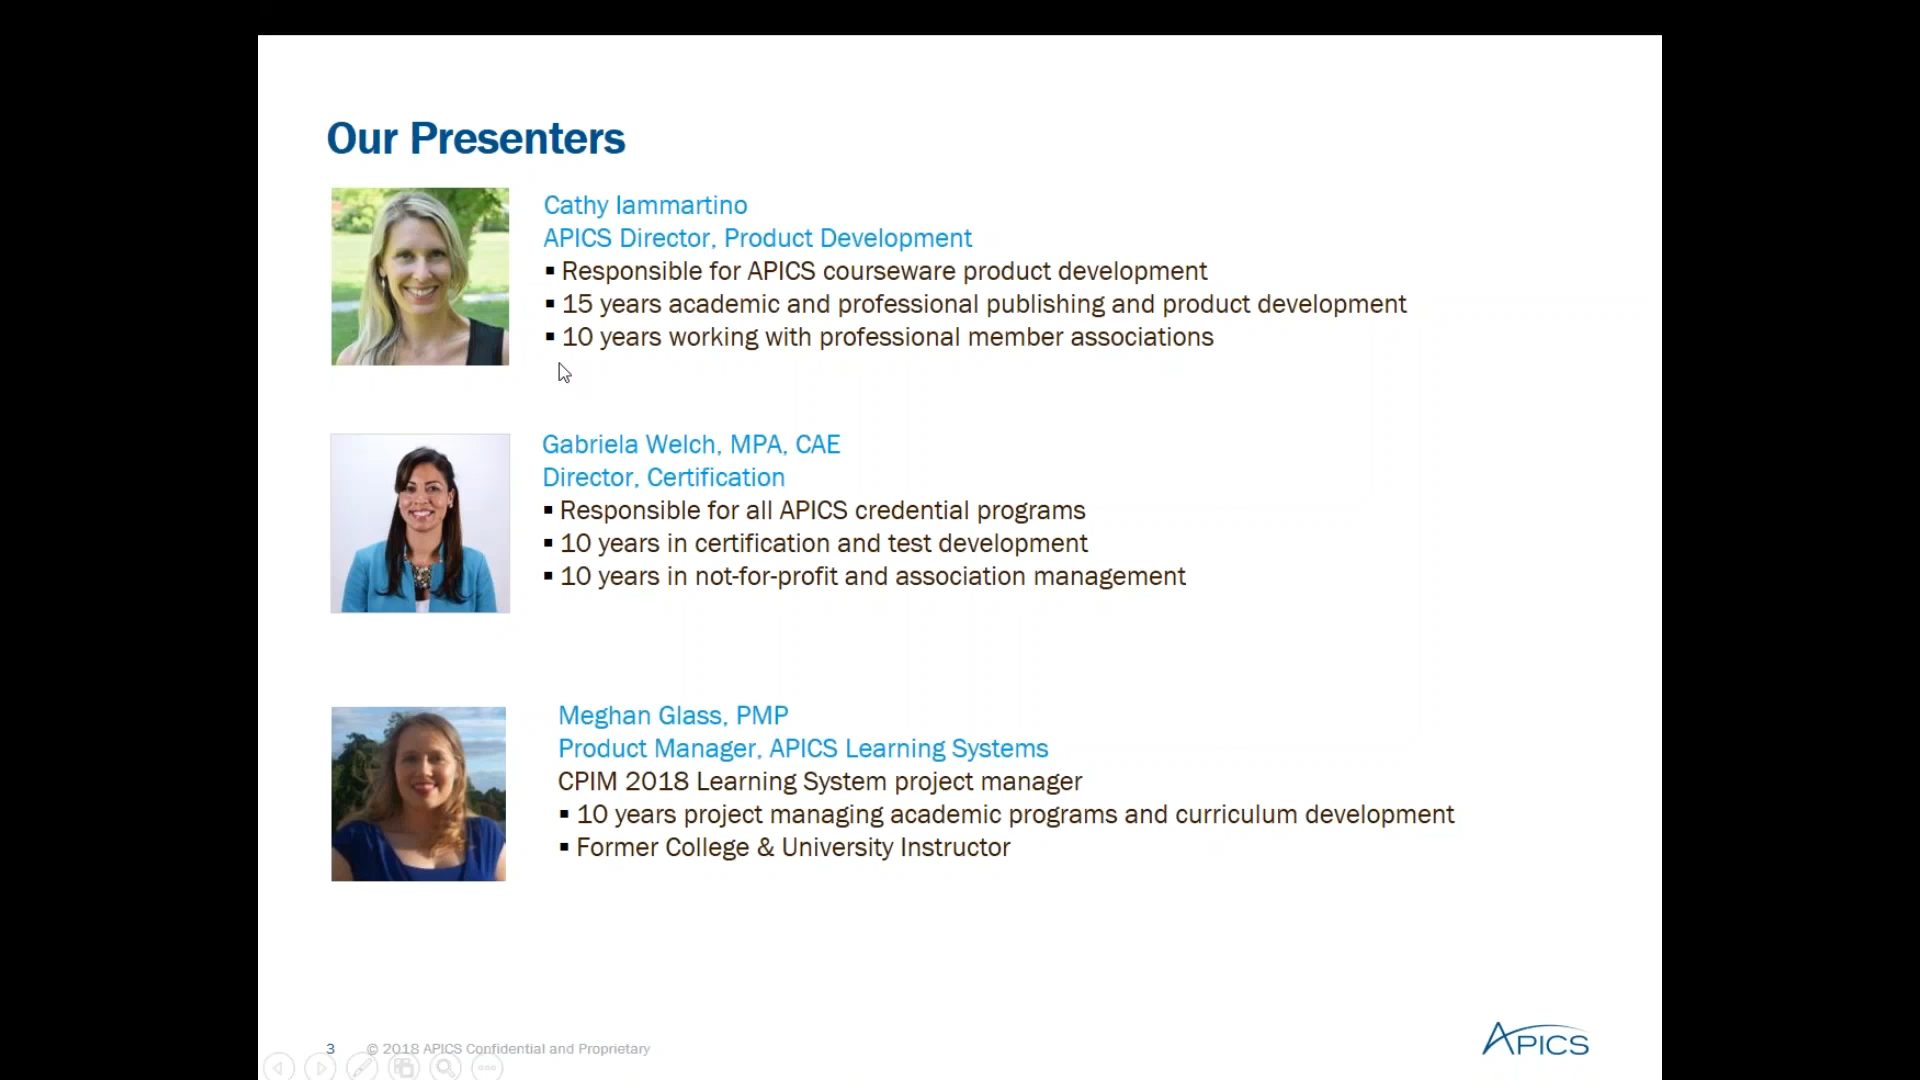 Our Presenters
Cathy Iammartino
APICS Director, Product Development
▪ Responsible for APICS courseware product development
▪ 15 years academic and professional publishing and product development
▪ 10 years working with professional member associations
Gabriela Welch, MPA, CAE
Director, Certification
▪ Responsible for all APICS credential programs
▪ 10 years in certification and test development
▪ 10 years in not-for-profit and association management
Meghan Glass, PMP
Product Manager, APICS Learning Systems
CPIM 2018 Learning System project manager
▪ 10 years project managing academic programs and curriculum development
▪ Former College & University Instructor
3 © 2018 APICS Confidential and Proprietary
APICS